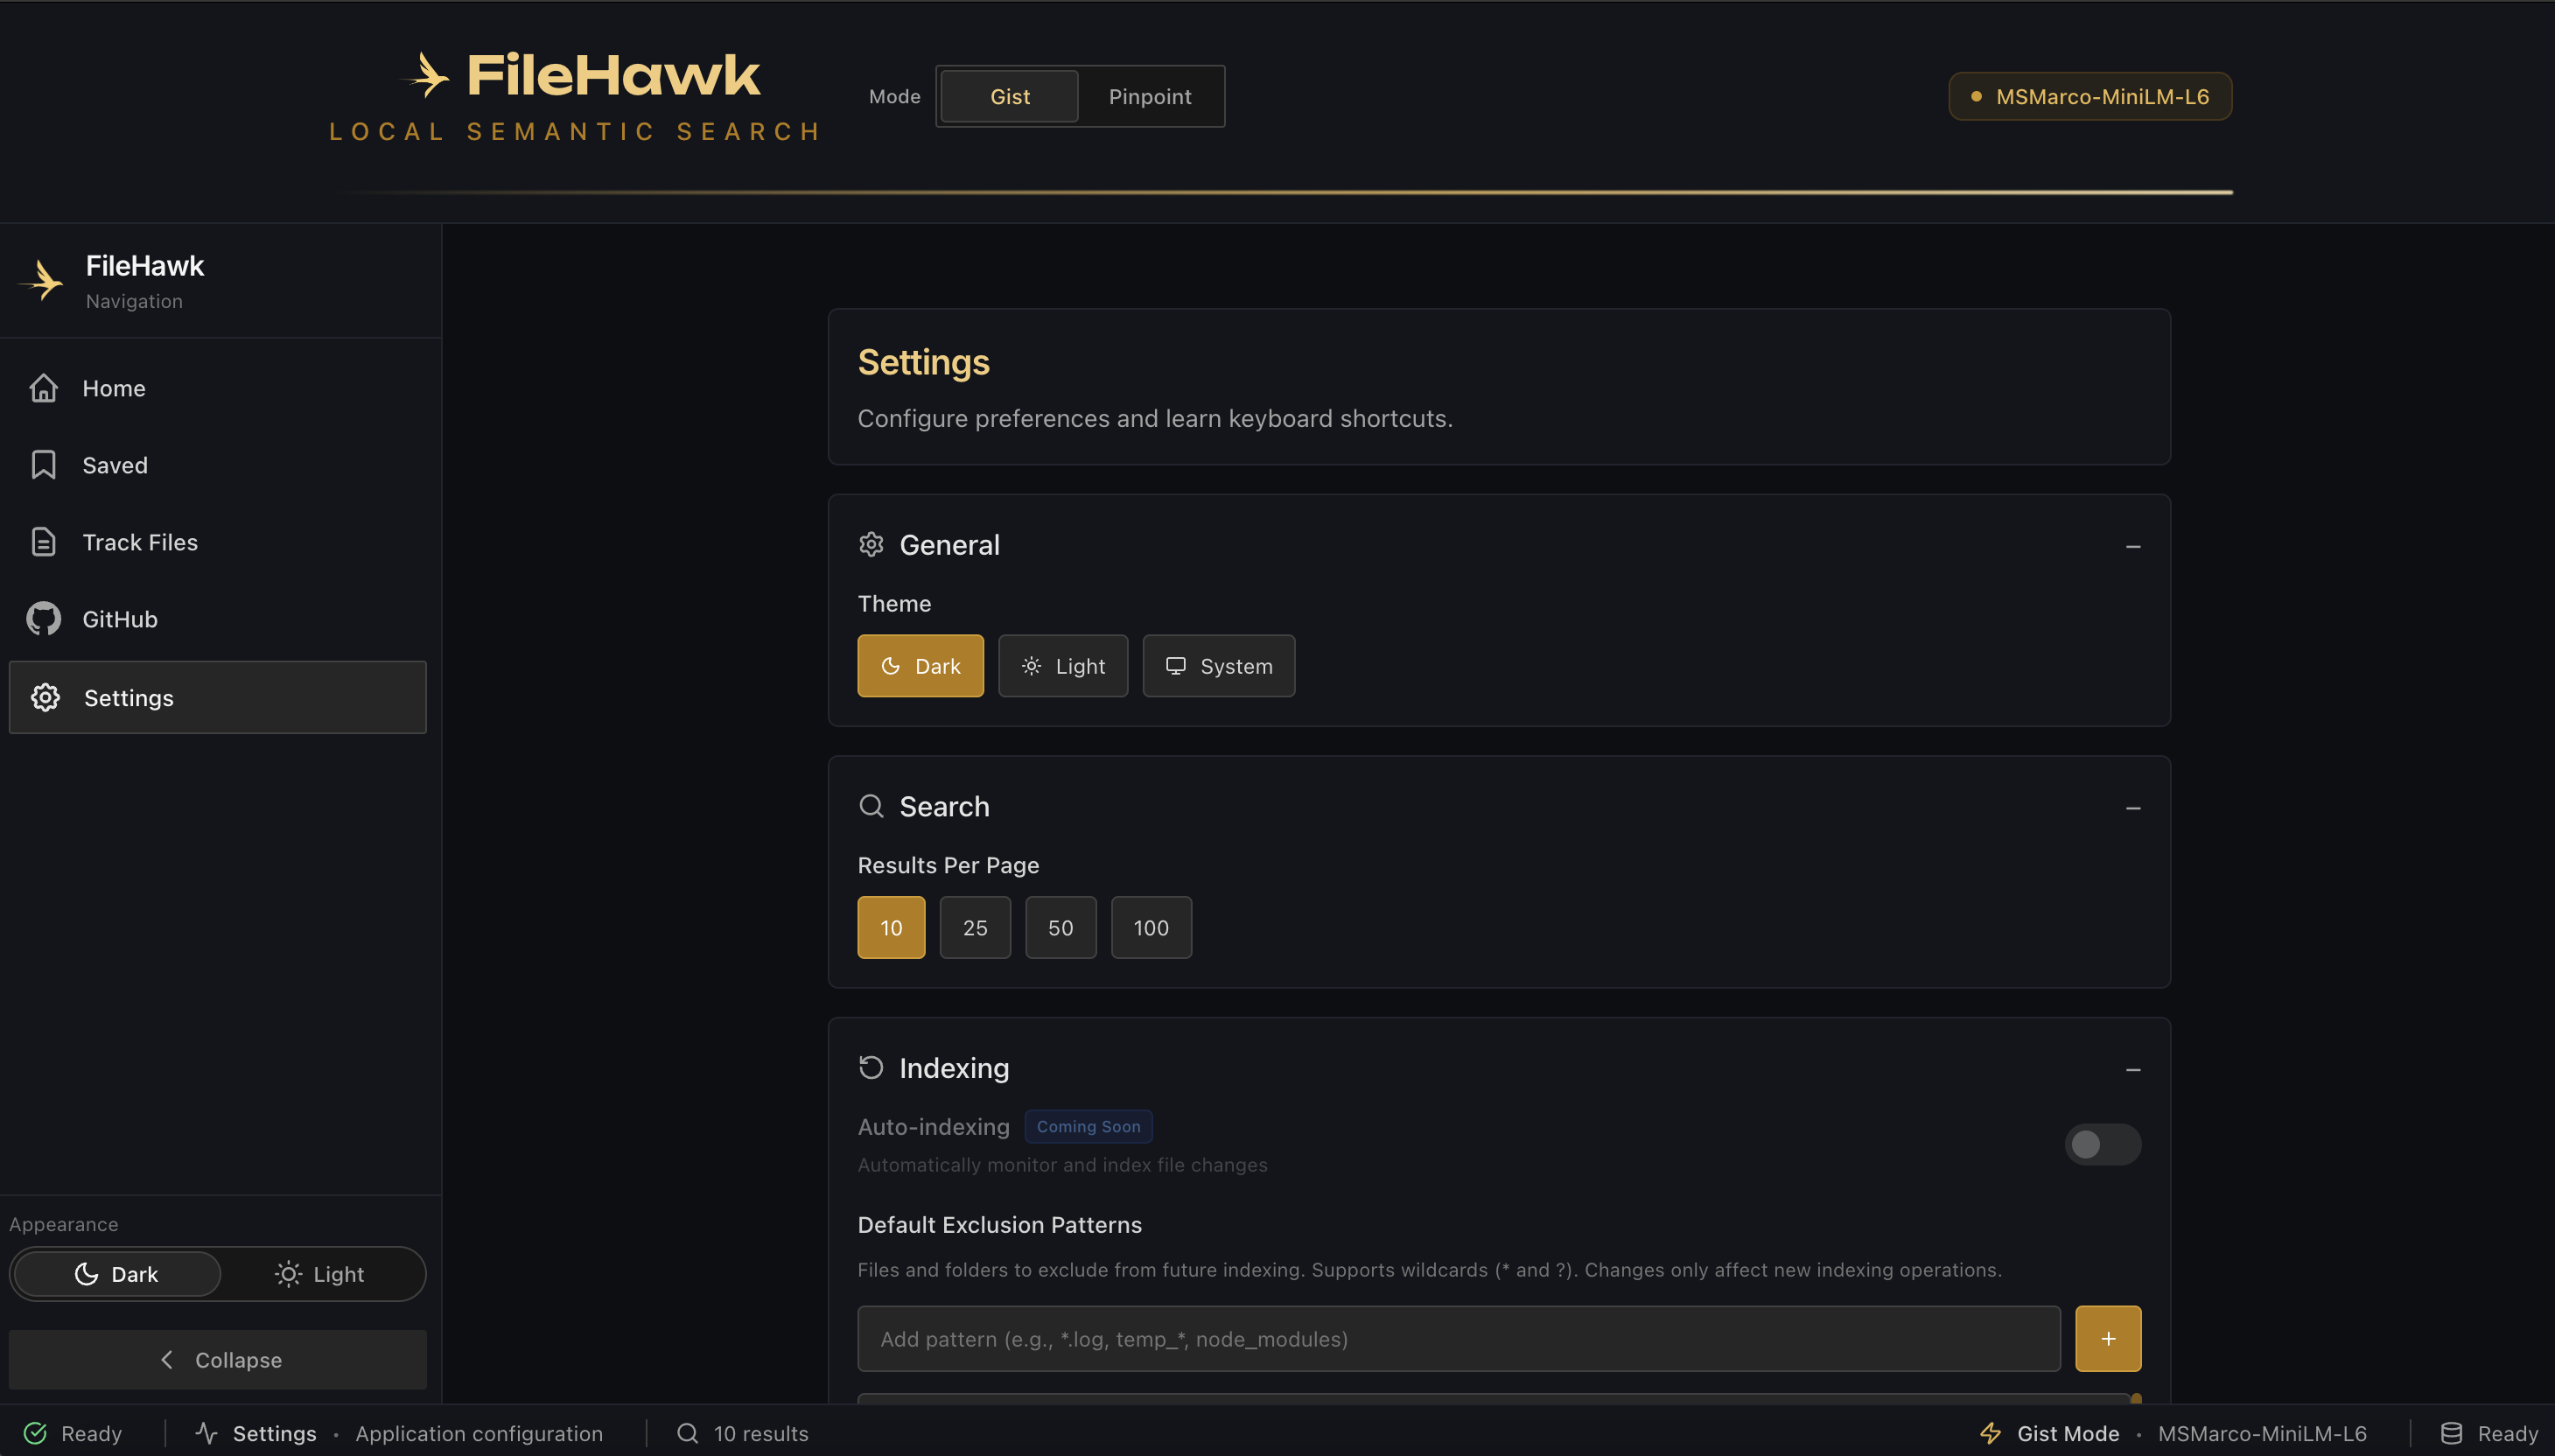 FileHawk
LOCAL SEMANTIC SEARCH
Mode
Gist
Pinpoint
MSMarco-MiniLM-L6
FileHawk
Navigation
Home
Saved
Track Files
GitHub
Settings
Appearance
Dark
Light
Collapse
Settings
Configure preferences and learn keyboard shortcuts.
General
Theme
Dark
Light
System
Search
Results Per Page
10
25
50
100
Indexing
Auto-indexing
Coming Soon
Automatically monitor and index file changes
Default Exclusion Patterns
Files and folders to exclude from future indexing. Supports wildcards (* and ?). Changes only affect new indexing operations.
Add pattern (e.g., *.log, temp_*, node_modules)
+
Ready
Settings • Application configuration
10 results
Gist Mode • MSMarco-MiniLM-L6
Ready